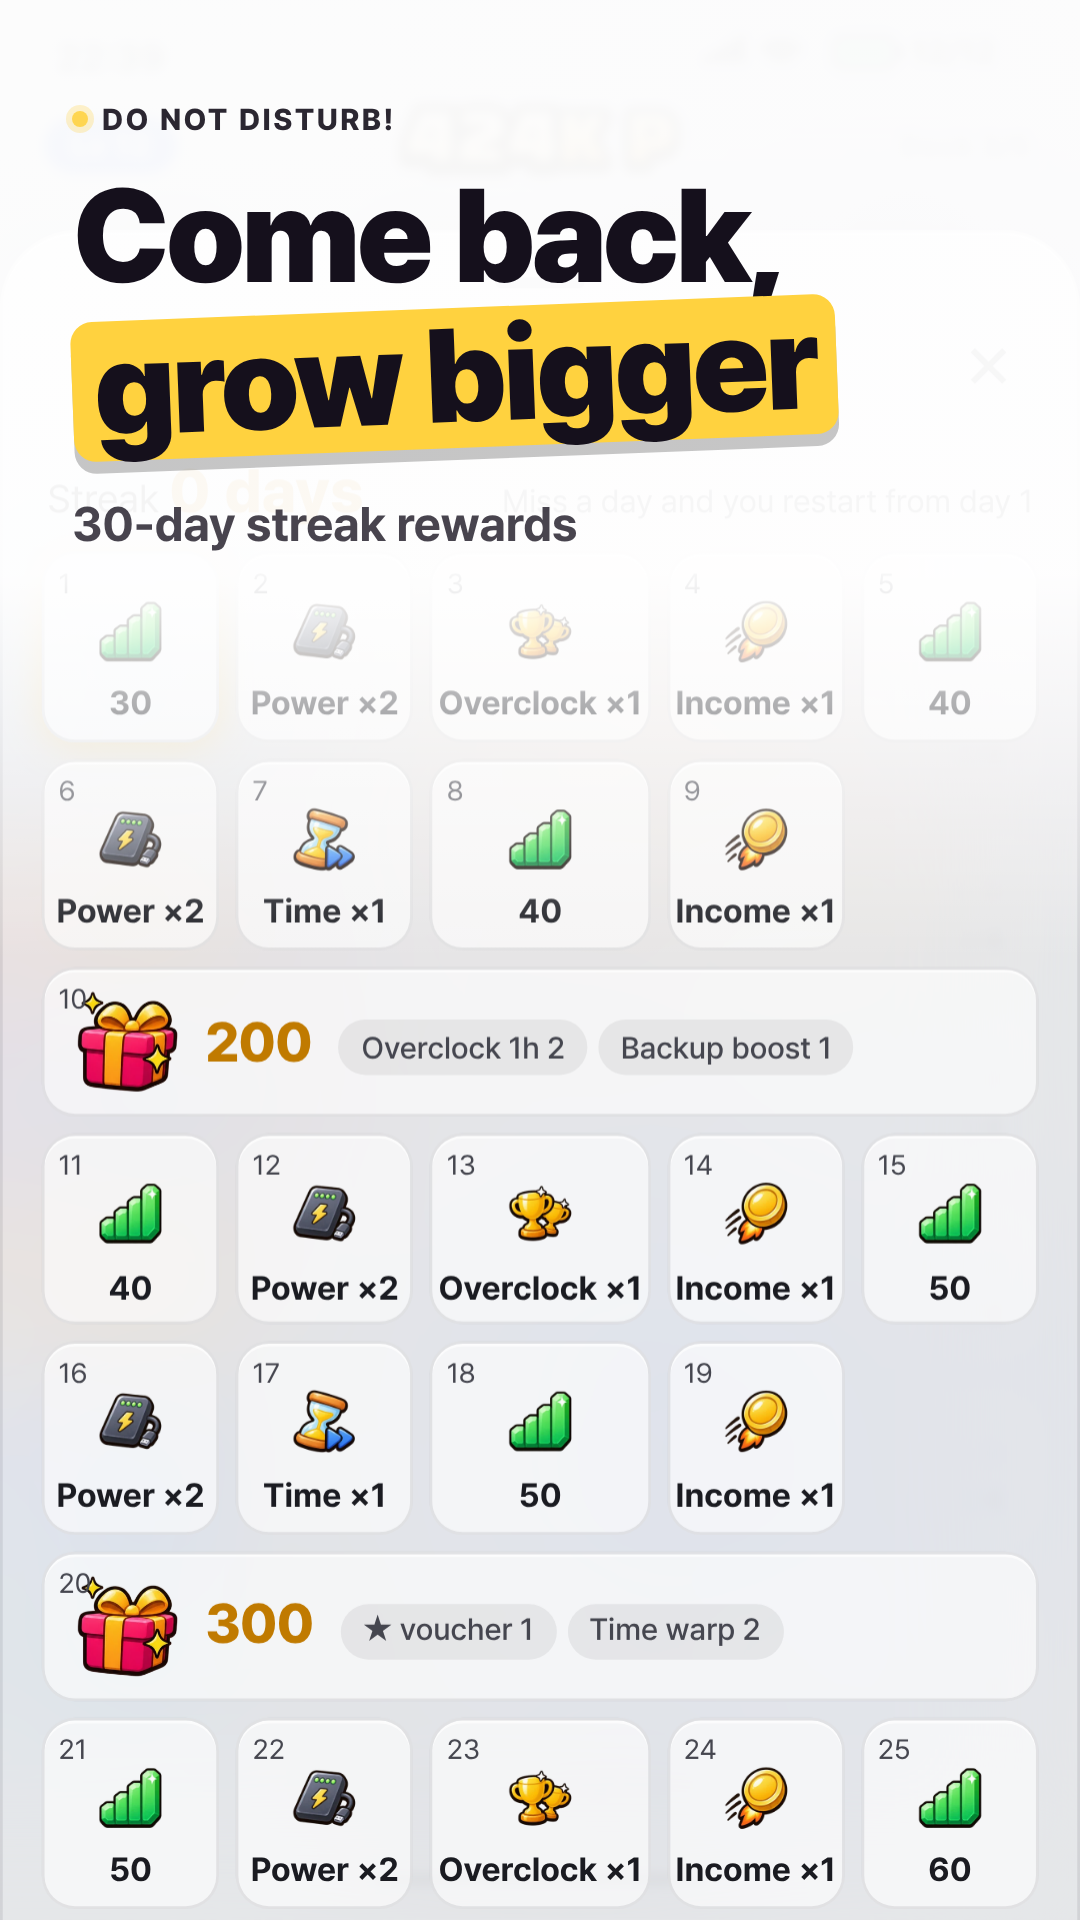 424K P
DO NOT DISTURB!
Come back,
grow bigger
Streak 0 days
Miss a day and you restart from day 1
30-day streak rewards
1 2 3 4 5
30 Power ×2 Overclock ×1 Income ×1 40
6 7 8 9
Power ×2 Time ×1 40 Income ×1
10
200 Overclock 1h 2 Backup boost 1
11 12 13 14 15
40 Power ×2 Overclock ×1 Income ×1 50
16 17 18 19
Power ×2 Time ×1 50 Income ×1
20
300 ★ voucher 1 Time warp 2
21 22 23 24 25
50 Power ×2 Overclock ×1 Income ×1 60